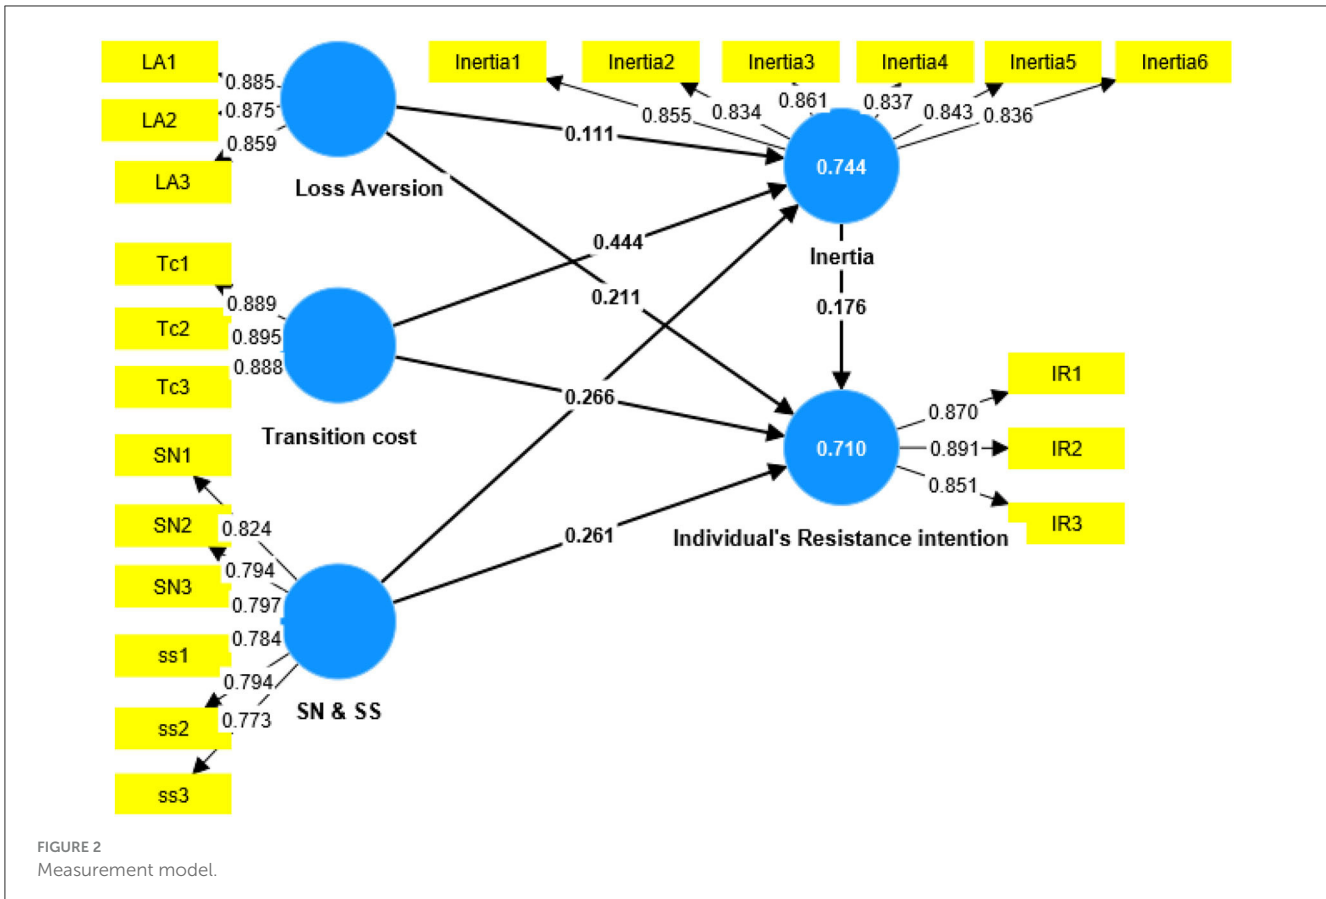 LA1
LA2
LA3
0.885
0.875
0.859
Loss Aversion
Inertia1
Inertia2
Inertia3
Inertia4
Inertia5
Inertia6
0.855
0.834
0.861
0.837
0.843
0.836
0.744
Inertia
0.111
0.444
0.211
0.176
Tc1
Tc2
Tc3
0.889
0.895
0.888
Transition cost
0.266
0.261
SN1
SN2
SN3
ss1
ss2
ss3
0.824
0.794
0.797
0.784
0.794
0.773
SN & SS
0.710
Individual's Resistance intention
0.870
0.891
0.851
IR1
IR2
IR3
FIGURE 2
Measurement model.